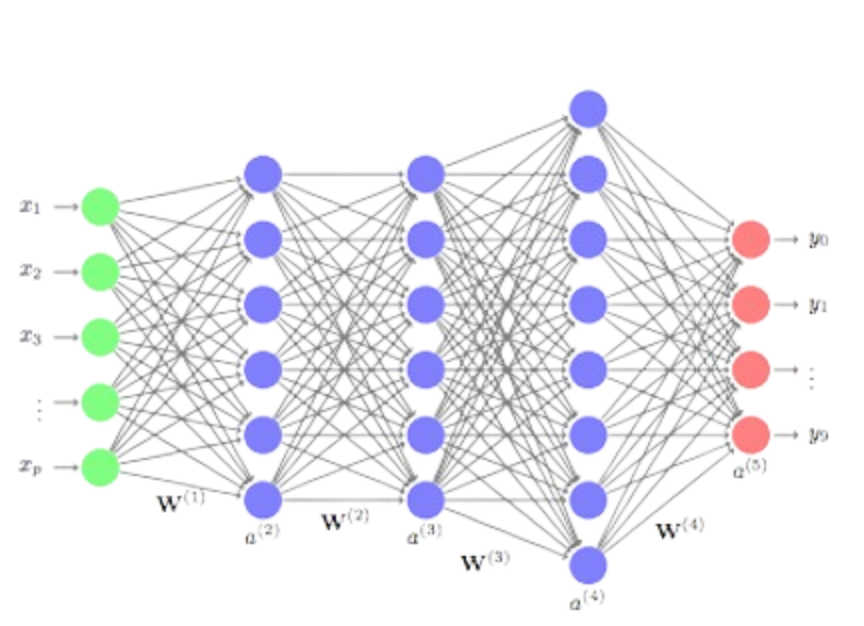 x₁
x₂
x₃
⋮
xₚ
W⁽¹⁾
a⁽²⁾
W⁽²⁾
a⁽³⁾
W⁽³⁾
a⁽⁴⁾
W⁽⁴⁾
a⁽⁵⁾
y₀
y₁
⋮
y₉